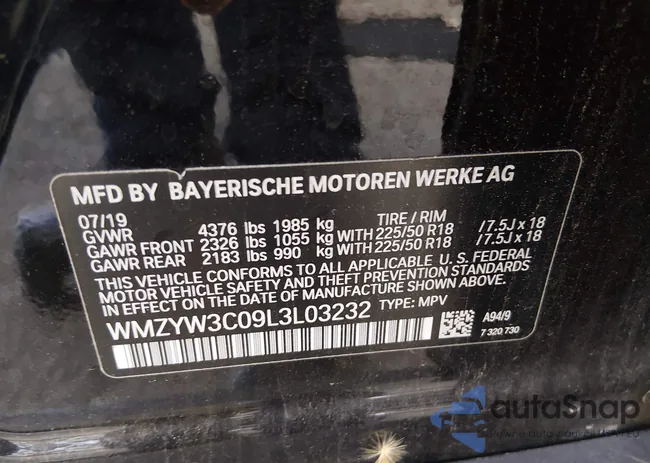 MFD BY BAYERISCHE MOTOREN WERKE AG
07/19 TIRE / RIM
GVWR 4376 lbs 1985 kg
GAWR FRONT 2326 lbs 1055 kg WITH 225/50 R18 / 7.5J x 18
GAWR REAR 2183 lbs 990 kg WITH 225/50 R18 / 7.5J x 18
THIS VEHICLE CONFORMS TO ALL APPLICABLE U. S. FEDERAL
MOTOR VEHICLE SAFETY AND THEFT PREVENTION STANDARDS
IN EFFECT ON THE DATE OF MANUFACTURE SHOWN ABOVE.
WMZYW3C09L3L03232 TYPE: MPV
A94/9
7 320 730
autoSnap